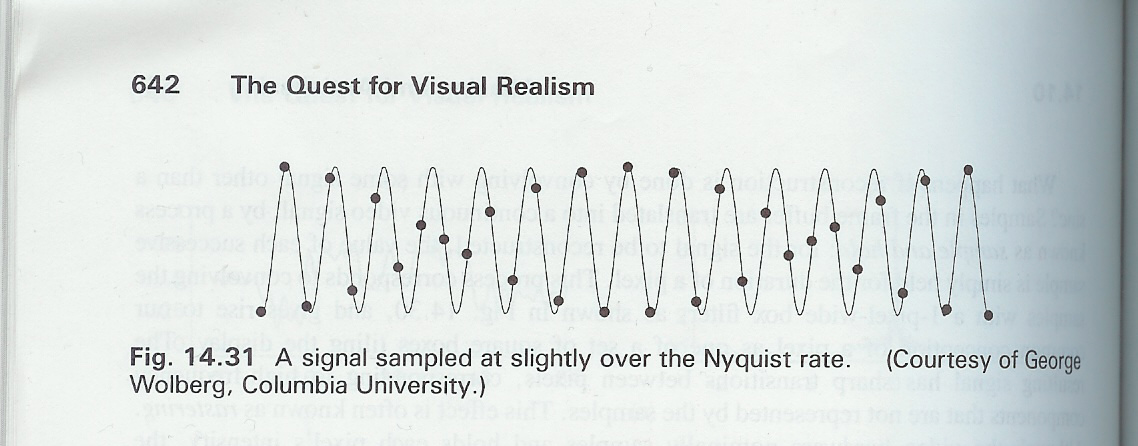 642 The Quest for Visual Realism
Fig. 14.31 A signal sampled at slightly over the Nyquist rate. (Courtesy of George
Wolberg, Columbia University.)